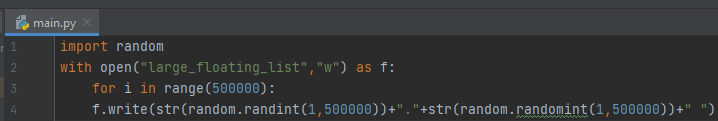 main.py
1 import random
2 with open("large_floating_list","w") as f:
3 for i in range(500000):
4 f.write(str(random.randint(1,500000))+"."+str(random.randomint(1,500000))+" ")